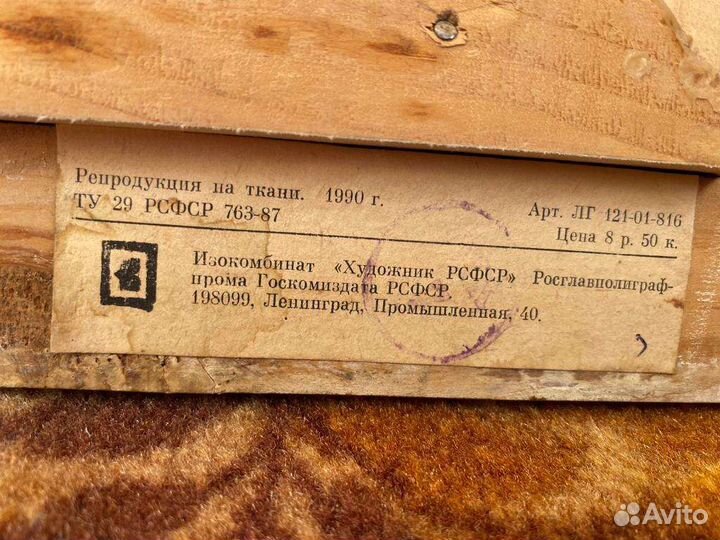 Репродукция на ткани. 1990 г.
ТУ 29 РСФСР 763-87
Арт. ЛГ 121-01-816
Цена 8 р. 50 к.
Изокомбинат «Художник РСФСР» Росглавполиграф-
прома Госкомиздата РСФСР.
198099, Ленинград, Промышленная, 40.
Avito